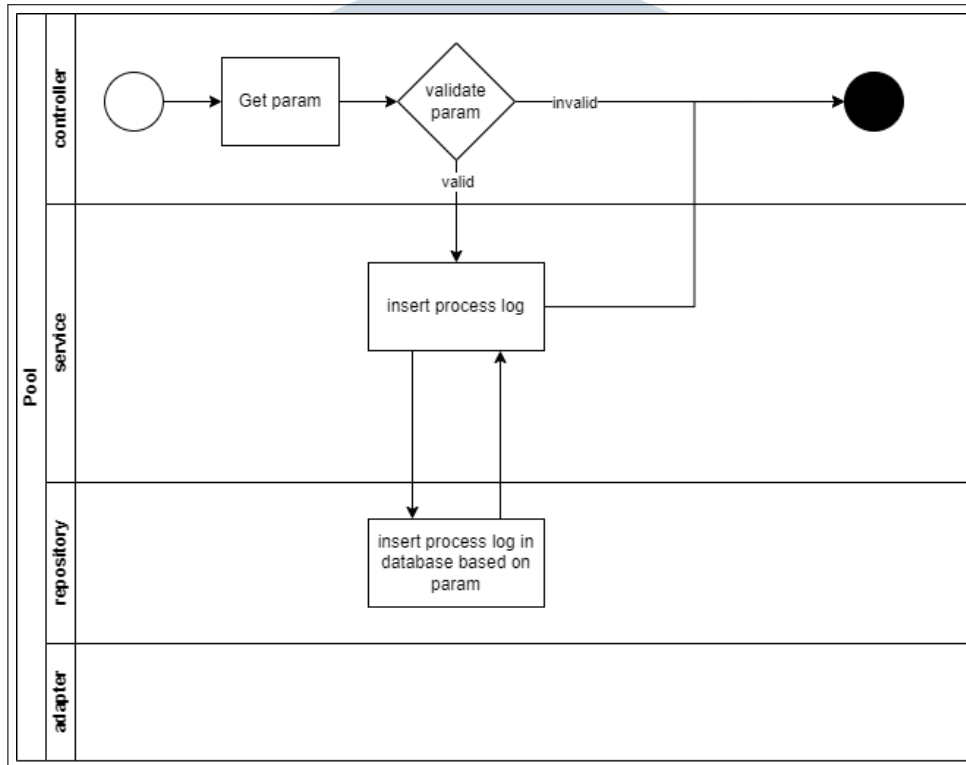 Pool
controller
Get param
validate
param
invalid
valid
service
insert process log
repository
insert process log in
database based on
param
adapter